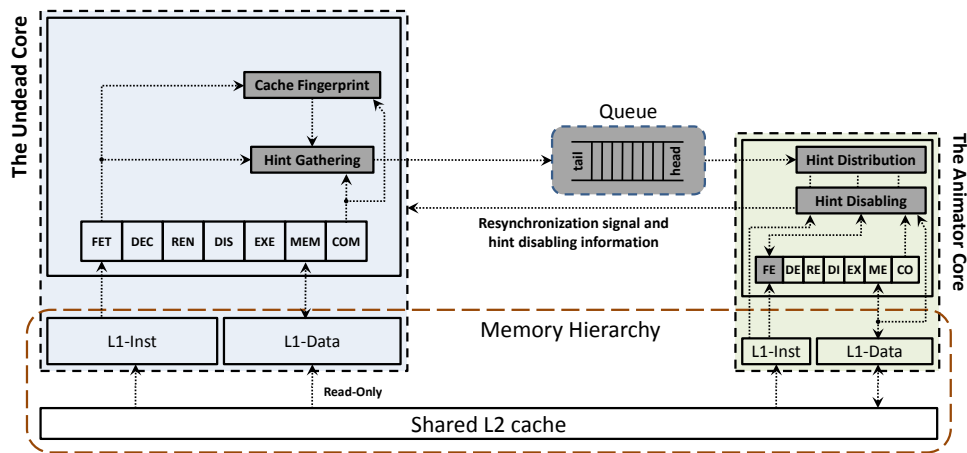 The Undead Core
Cache Fingerprint
Hint Gathering
FET DEC REN DIS EXE MEM COM
L1-Inst
L1-Data
Read-Only
Queue
tail
head
Resynchronization signal and
hint disabling information
Memory Hierarchy
The Animator Core
Hint Distribution
Hint Disabling
FE DE RE DI EX ME CO
L1-Inst
L1-Data
Shared L2 cache